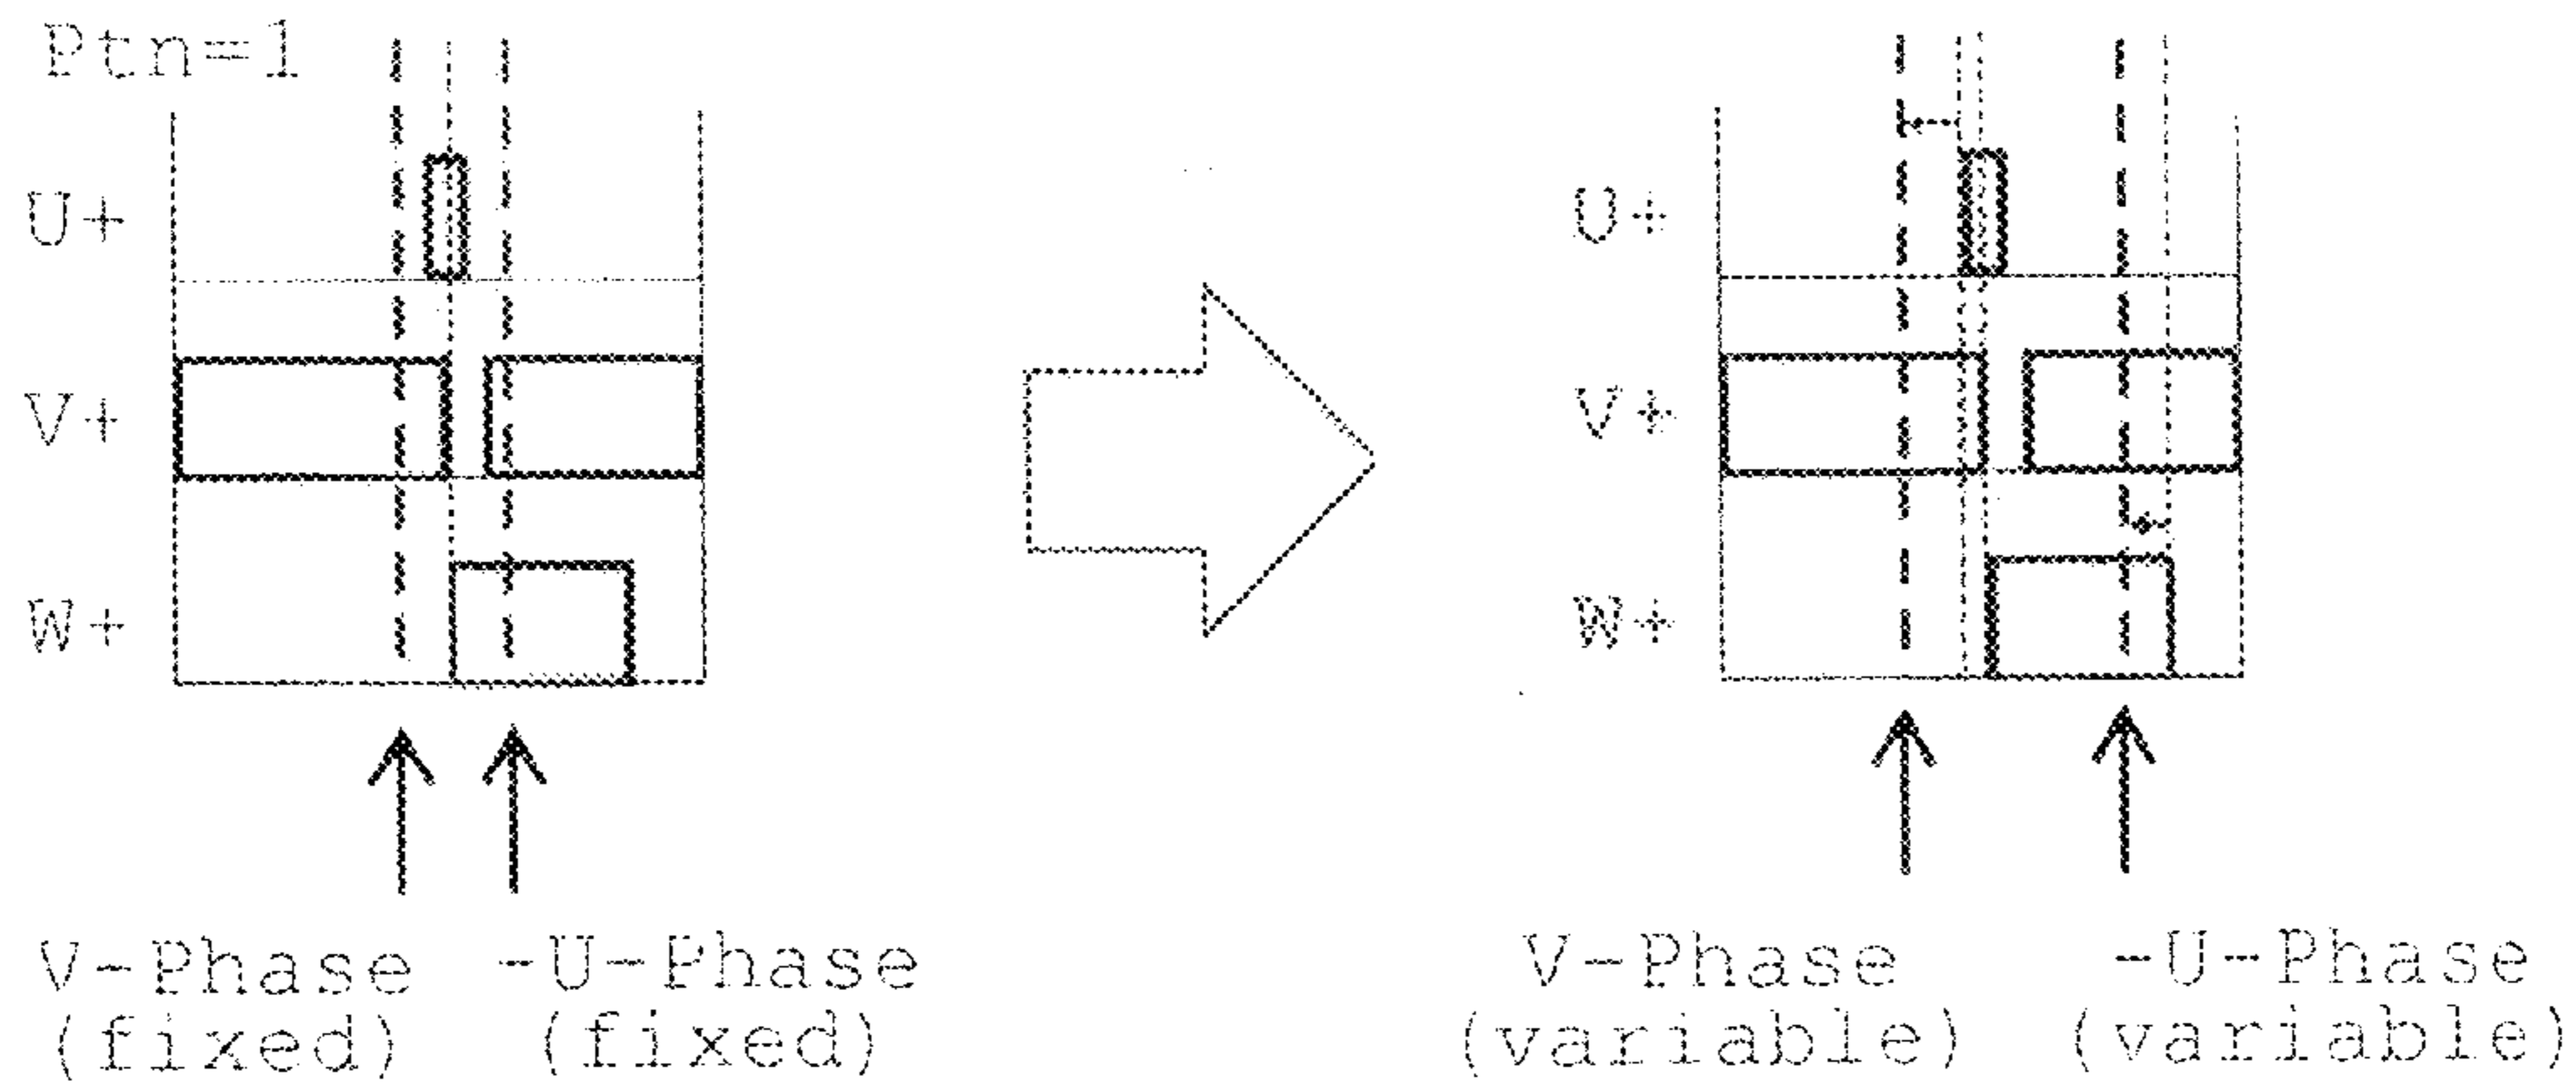 Ptn=1
U+
V+
W+
V-Phase
(fixed)
-U-Phase
(fixed)
U+
V+
W+
V-Phase
(variable)
-U-Phase
(variable)